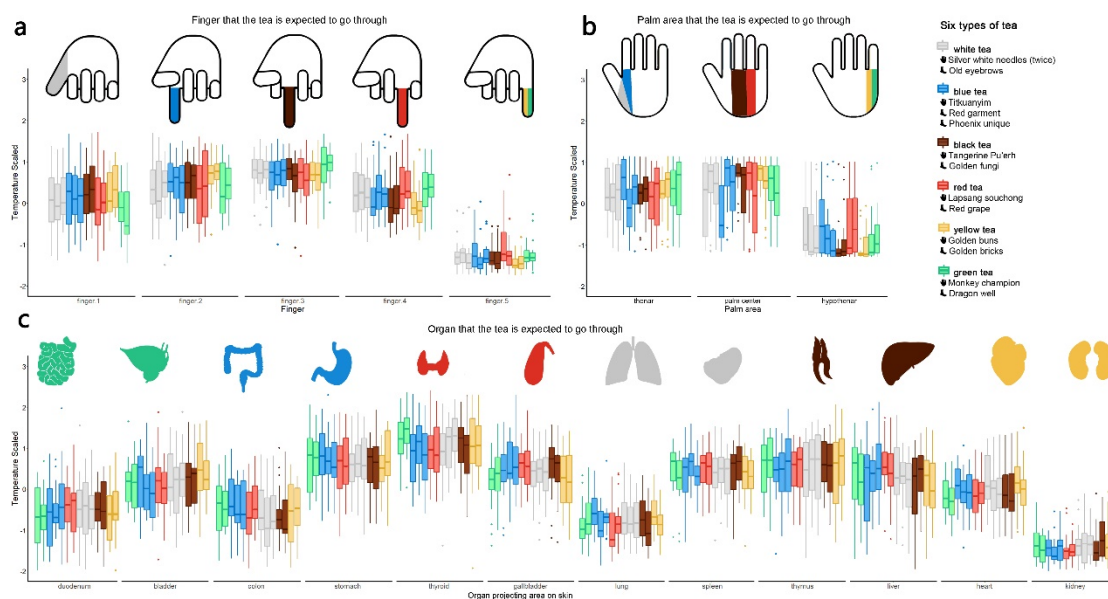 a
Finger that the tea is expected to go through
Temperature Scaled
3
2
1
0
-1
-2
finger.1
finger.2
finger.3
finger.4
finger.5
Finger
b
Palm area that the tea is expected to go through
Temperature Scaled
3
2
1
0
-1
2
thenar
palm center
hypothenar
Palm area
Six types of tea
white tea
Silver white needles (twice)
Old eyebrows
blue tea
Titkuanyim
Red garment
Phoenix unique
black tea
Tangerine Pu'erh
Golden fungi
red tea
Lapsang souchong
Red grape
yellow tea
Golden buns
Golden bricks
green tea
Monkey champion
Dragon well
c
Organ that the tea is expected to go through
Temperature Scaled
3
2
1
0
-1
-2
duodenum
bladder
colon
stomach
thyroid
gallbladder
lung
spleen
thymus
liver
heart
kidney
Organ projecting area on skin